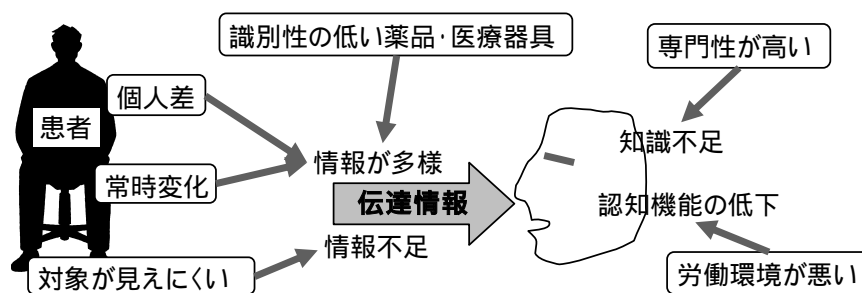 識別性の低い薬品・医療器具
専門性が高い
個人差
患者
知識不足
情報が多様
常時変化
伝達情報
認知機能の低下
情報不足
対象が見えにくい
労働環境が悪い